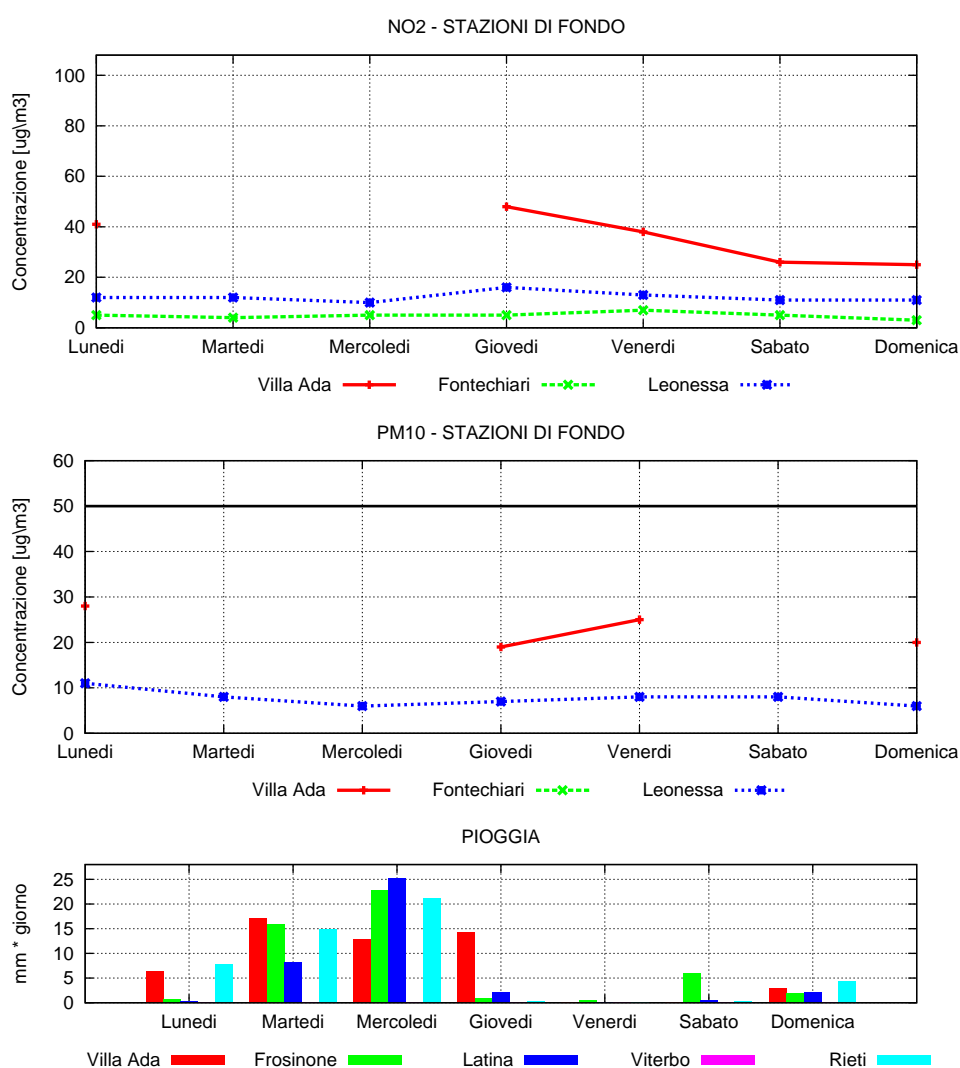 NO2 - STAZIONI DI FONDO
Concentrazione [ug\m3]
100
80
60
40
20
0
Lunedi Martedi Mercoledi Giovedi Venerdi Sabato Domenica
Villa Ada Fontechiari Leonessa
PM10 - STAZIONI DI FONDO
Concentrazione [ug\m3]
60
50
40
30
20
10
0
Lunedi Martedi Mercoledi Giovedi Venerdi Sabato Domenica
Villa Ada Fontechiari Leonessa
PIOGGIA
mm * giorno
25
20
15
10
5
0
Lunedi Martedi Mercoledi Giovedi Venerdi Sabato Domenica
Villa Ada Frosinone Latina Viterbo Rieti